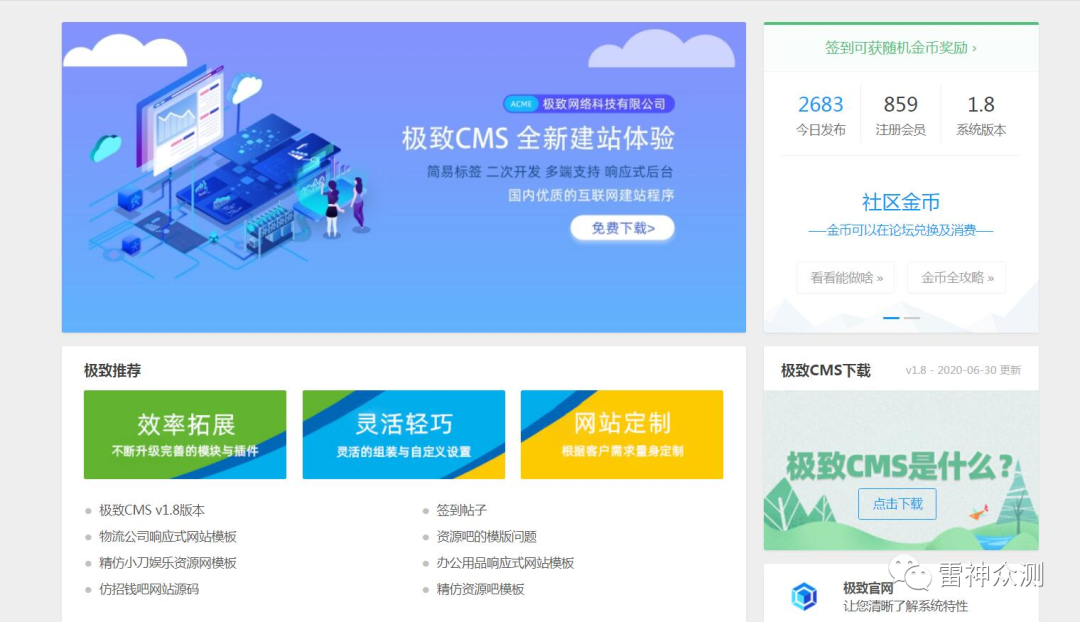 ACME 极致网络科技有限公司
极致CMS 全新建站体验
简易标签 二次开发 多端支持 响应式后台
国内优质的互联网建站程序
免费下载>
签到可获随机金币奖励 ›
2683 859 1.8
今日发布 注册会员 系统版本
社区金币
──金币可以在论坛兑换及消费──
看看能做啥 » 金币全攻略 »
极致推荐
效率拓展
不断升级完善的模块与插件
灵活轻巧
灵活的组装与自定义设置
网站定制
根据客户需求量身定制
极致CMS v1.8版本
签到帖子
物流公司响应式网站模板
资源吧的模版问题
精仿小刀娱乐资源网模板
办公用品响应式网站模板
仿招钱吧网站源码
精仿资源吧模板
极致CMS下载 v1.8 - 2020-06-30 更新
极致CMS是什么?
点击下载
雷神众测
极致官网
让您清晰了解系统特性